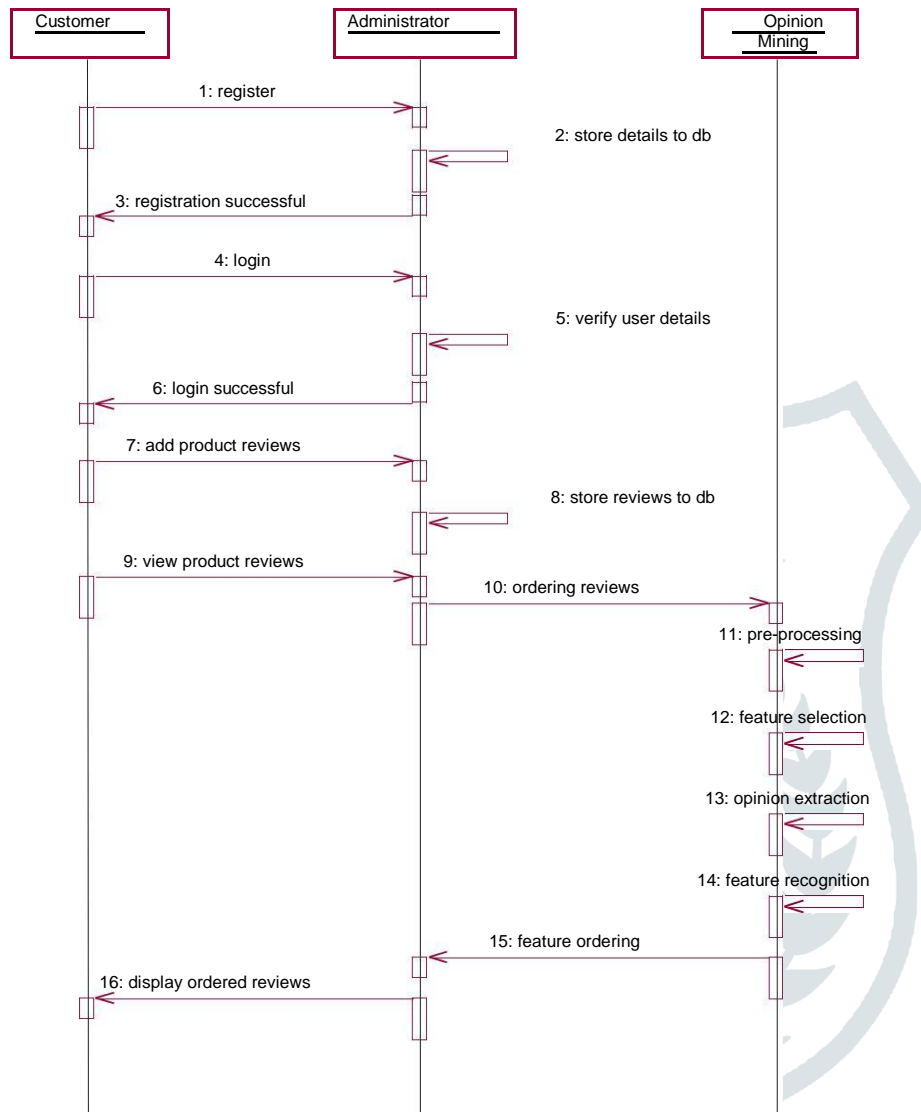 Customer
Administrator
Opinion
Mining
1: register
2: store details to db
3: registration successful
4: login
5: verify user details
6: login successful
7: add product reviews
8: store reviews to db
9: view product reviews
10: ordering reviews
11: pre-processing
12: feature selection
13: opinion extraction
14: feature recognition
15: feature ordering
16: display ordered reviews